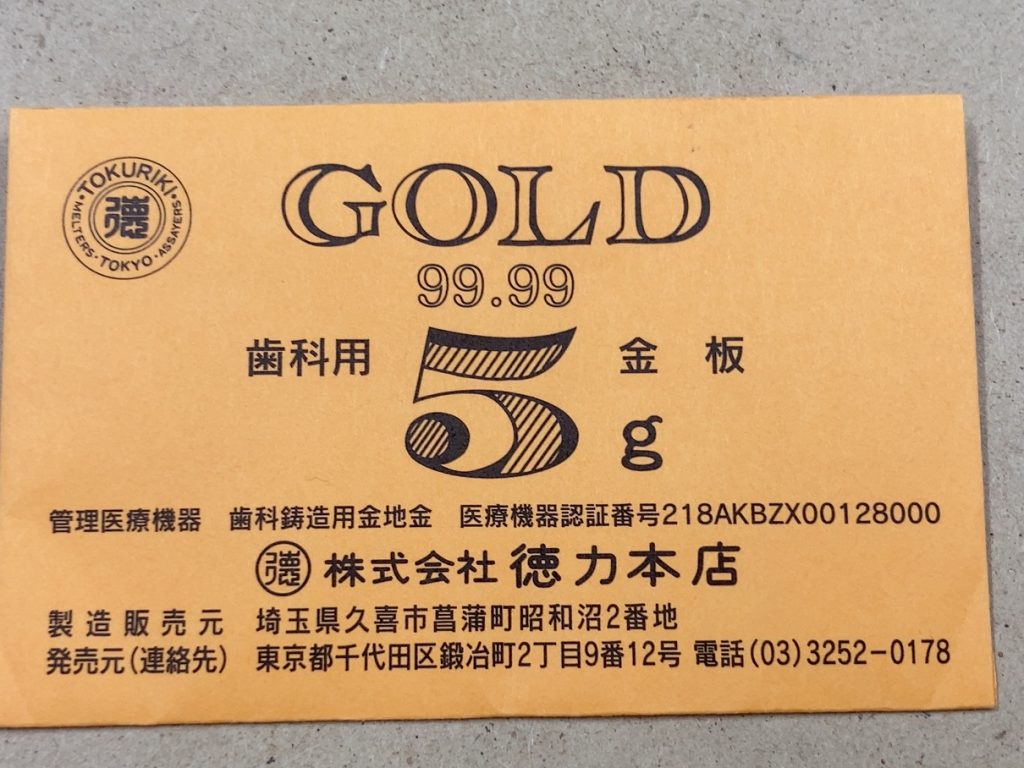 TOKURIKI
徳
MELTERS・TOKYO・ASSAYERS
GOLD
99.99
歯科用 5g 金板
管理医療機器 歯科鋳造用金地金 医療機器認証番号218AKBZX00128000
徳 株式会社 徳力本店
製造販売元 埼玉県久喜市菖蒲町昭和沼2番地
発売元(連絡先) 東京都千代田区鍛冶町2丁目9番12号 電話(03)3252-0178